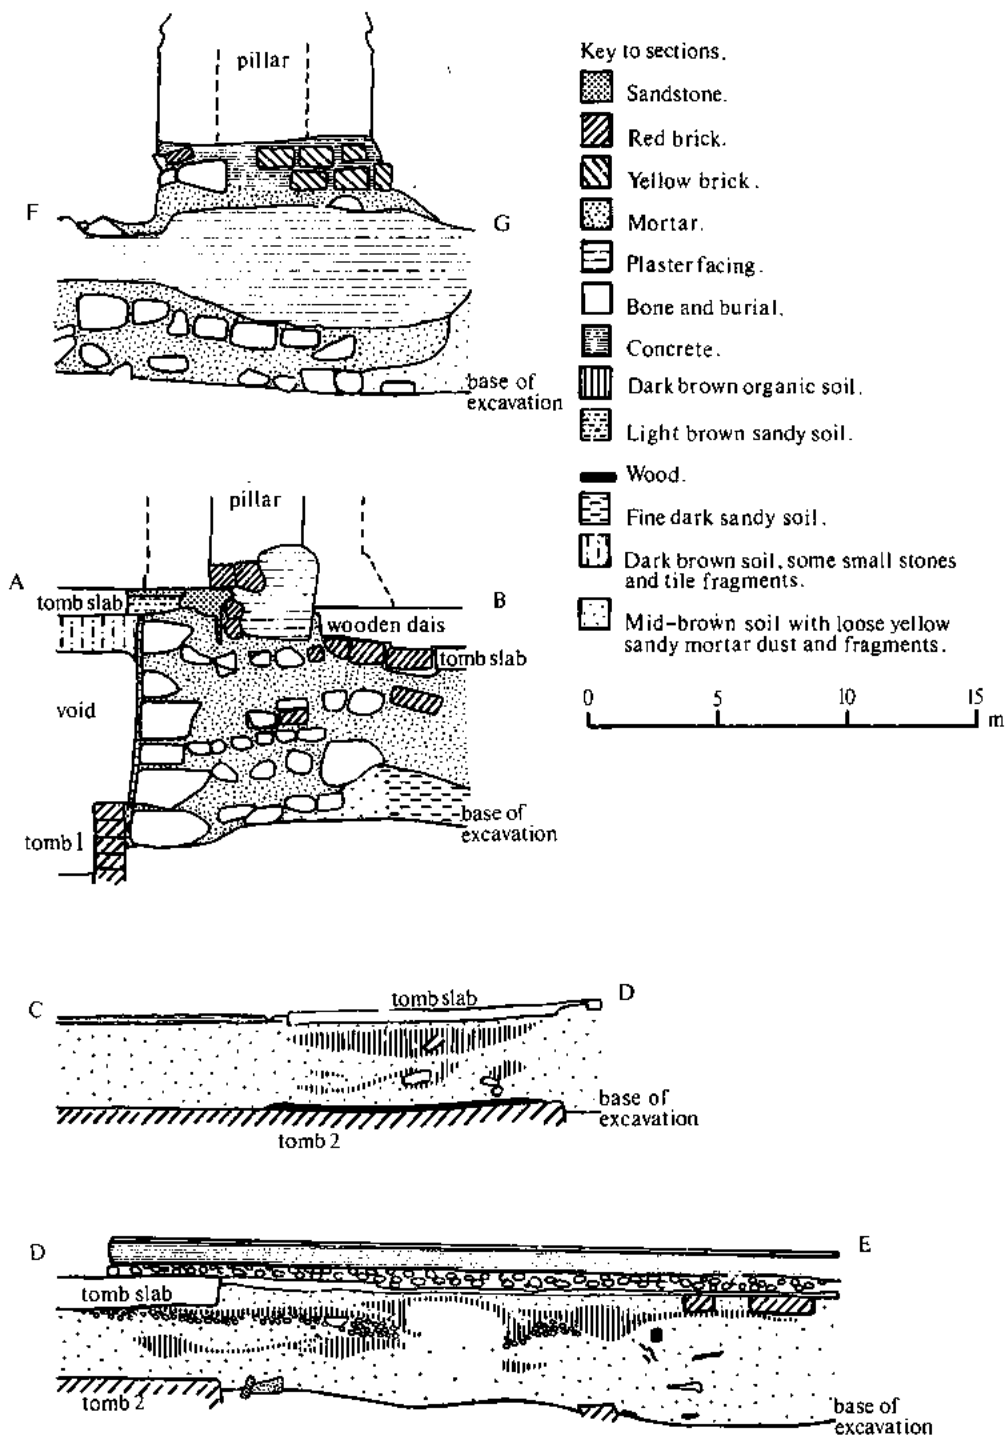 pillar
F
G
base of
excavation
Key to sections.
Sandstone.
Red brick.
Yellow brick.
Mortar.
Plaster facing.
Bone and burial.
Concrete.
Dark brown organic soil.
Light brown sandy soil.
Wood.
Fine dark sandy soil.
Dark brown soil, some small stones
and tile fragments.
Mid-brown soil with loose yellow
sandy mortar dust and fragments.
0 5 10 15
m
pillar
A
B
tomb slab
wooden dais
tomb slab
void
tomb 1
base of
excavation
C
D
tomb slab
base of
excavation
tomb 2
D
E
tomb slab
tomb 2
base of
excavation